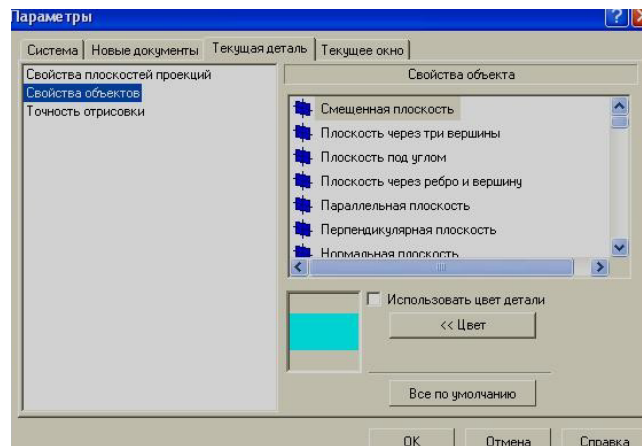 Параметры
Система
Новые документы
Текущая деталь
Текущее окно
Свойства плоскостей проекций
Свойства объектов
Точность отрисовки
Свойства объекта
Смещенная плоскость
Плоскость через три вершины
Плоскость под углом
Плоскость через ребро и вершину
Параллельная плоскость
Перпендикулярная плоскость
Нормальная плоскость
Использовать цвет детали
<< Цвет
Все по умолчанию
OK
Отмена
Справка